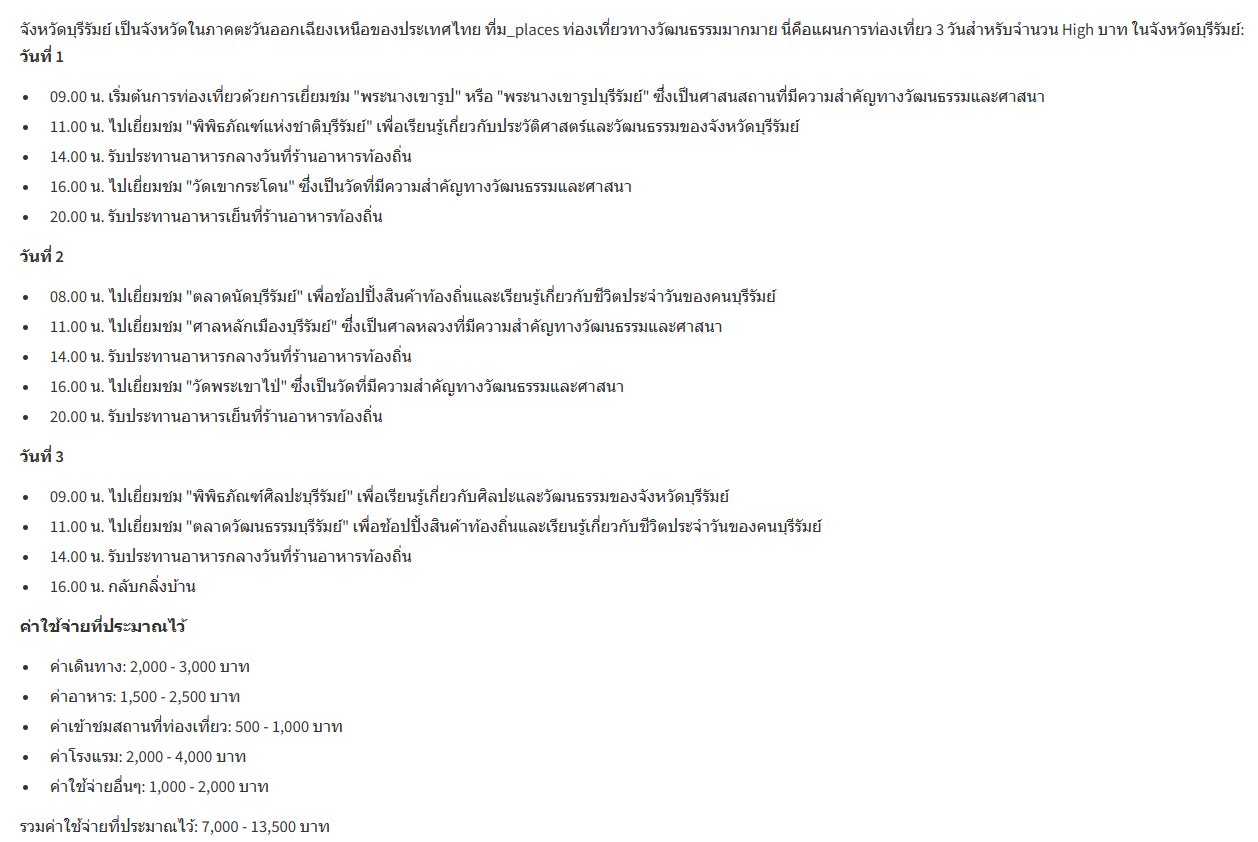 จังหวัดบุรีรัมย์ เป็นจังหวัดในภาคตะวันออกเฉียงเหนือของประเทศไทย ที่ม_places ท่องเที่ยวทางวัฒนธรรมมากมาย นี่คือแผนการท่องเที่ยว 3 วันสำหรับจำนวน High บาท ในจังหวัดบุรีรัมย์:
วันที่ 1
• 09.00 น. เริ่มต้นการท่องเที่ยวด้วยการเยี่ยมชม "พระนางเขารูป" หรือ "พระนางเขารูปบุรีรัมย์" ซึ่งเป็นศาสนสถานที่มีความสำคัญทางวัฒนธรรมและศาสนา
• 11.00 น. ไปเยี่ยมชม "พิพิธภัณฑ์แห่งชาติบุรีรัมย์" เพื่อเรียนรู้เกี่ยวกับประวัติศาสตร์และวัฒนธรรมของจังหวัดบุรีรัมย์
• 14.00 น. รับประทานอาหารกลางวันที่ร้านอาหารท้องถิ่น
• 16.00 น. ไปเยี่ยมชม "วัดเขากระโดน" ซึ่งเป็นวัดที่มีความสำคัญทางวัฒนธรรมและศาสนา
• 20.00 น. รับประทานอาหารเย็นที่ร้านอาหารท้องถิ่น
วันที่ 2
• 08.00 น. ไปเยี่ยมชม "ตลาดนัดบุรีรัมย์" เพื่อช้อปปิ้งสินค้าท้องถิ่นและเรียนรู้เกี่ยวกับชีวิตประจำวันของคนบุรีรัมย์
• 11.00 น. ไปเยี่ยมชม "ศาลหลักเมืองบุรีรัมย์" ซึ่งเป็นศาลหลวงที่มีความสำคัญทางวัฒนธรรมและศาสนา
• 14.00 น. รับประทานอาหารกลางวันที่ร้านอาหารท้องถิ่น
• 16.00 น. ไปเยี่ยมชม "วัดพระเขาไป่" ซึ่งเป็นวัดที่มีความสำคัญทางวัฒนธรรมและศาสนา
• 20.00 น. รับประทานอาหารเย็นที่ร้านอาหารท้องถิ่น
วันที่ 3
• 09.00 น. ไปเยี่ยมชม "พิพิธภัณฑ์ศิลปะบุรีรัมย์" เพื่อเรียนรู้เกี่ยวกับศิลปะและวัฒนธรรมของจังหวัดบุรีรัมย์
• 11.00 น. ไปเยี่ยมชม "ตลาดวัฒนธรรมบุรีรัมย์" เพื่อช้อปปิ้งสินค้าท้องถิ่นและเรียนรู้เกี่ยวกับชีวิตประจำวันของคนบุรีรัมย์
• 14.00 น. รับประทานอาหารกลางวันที่ร้านอาหารท้องถิ่น
• 16.00 น. กลับกลิ่งบ้าน
ค่าใช้จ่ายที่ประมาณไว้
• ค่าเดินทาง: 2,000 - 3,000 บาท
• ค่าอาหาร: 1,500 - 2,500 บาท
• ค่าเข้าชมสถานที่ท่องเที่ยว: 500 - 1,000 บาท
• ค่าโรงแรม: 2,000 - 4,000 บาท
• ค่าใช้จ่ายอื่นๆ: 1,000 - 2,000 บาท
รวมค่าใช้จ่ายที่ประมาณไว้: 7,000 - 13,500 บาท